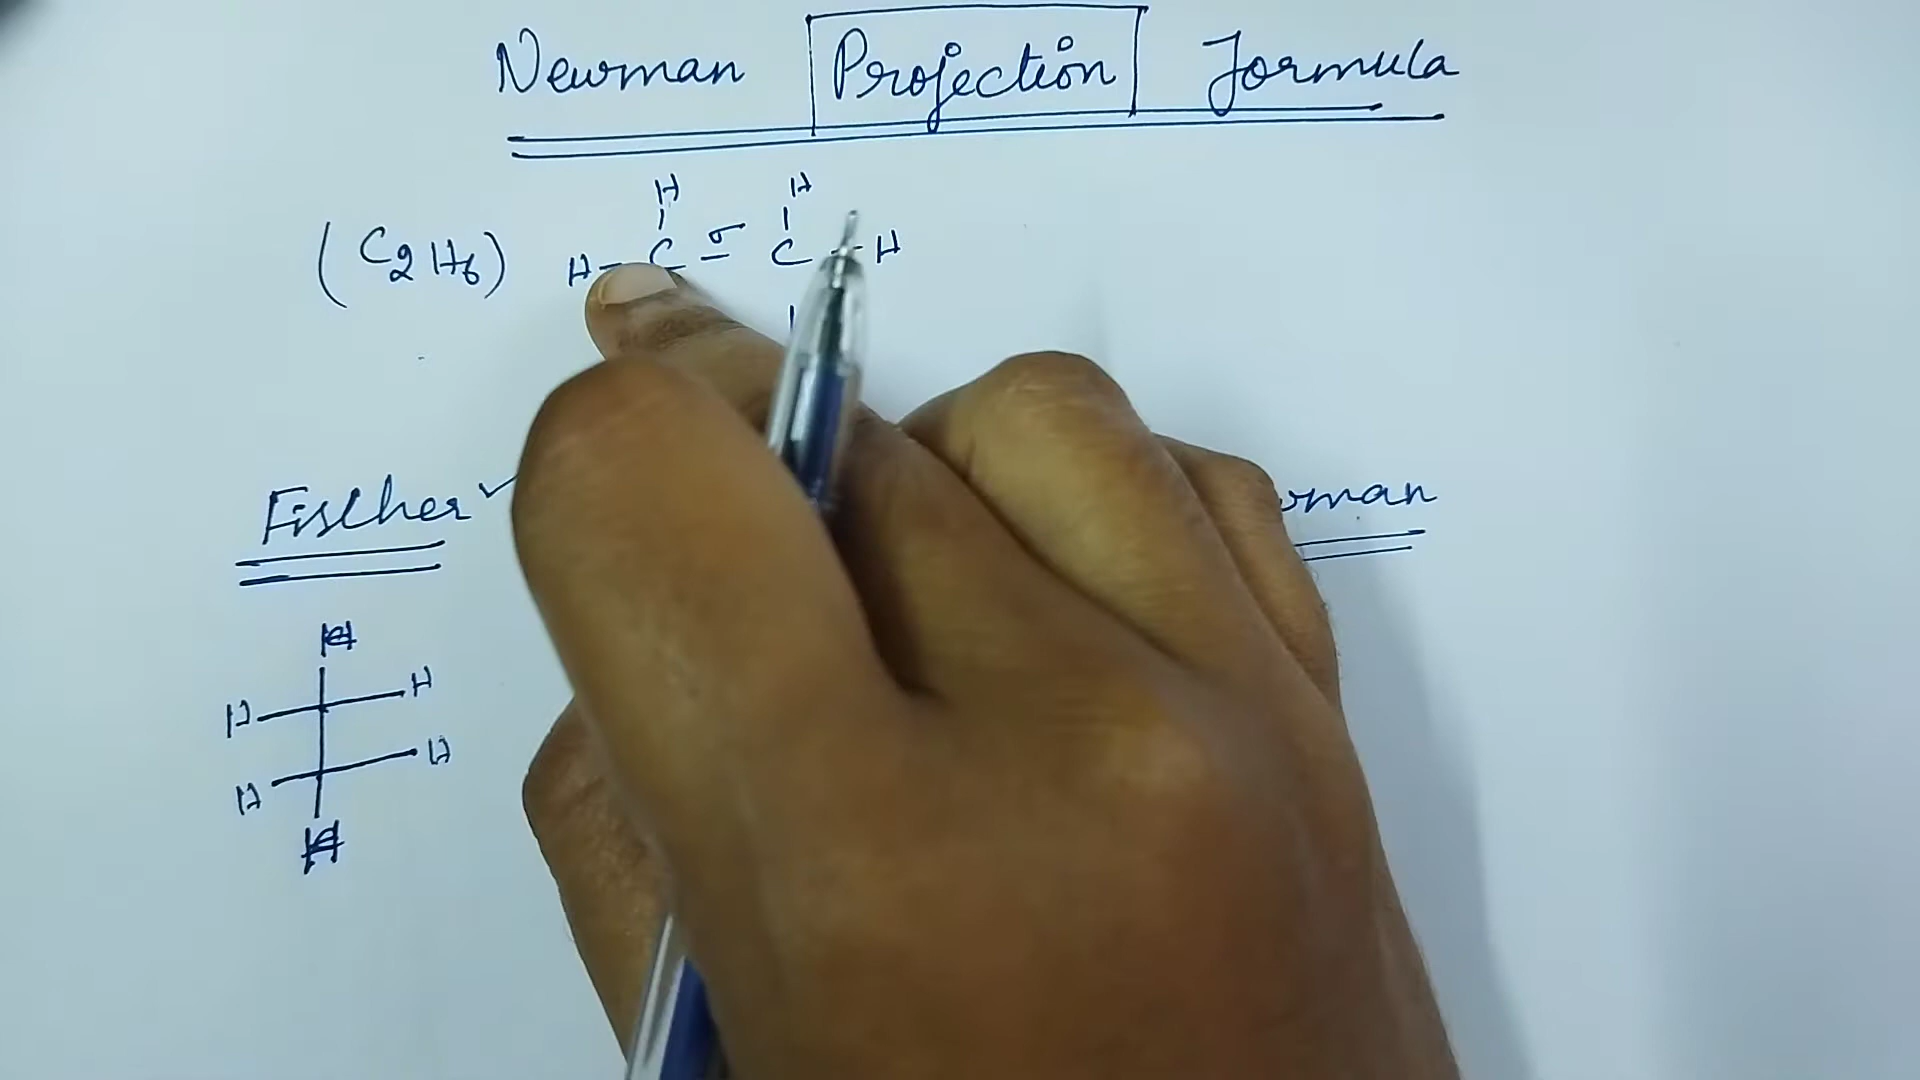 Newman Projection Formula
H H
(C2H6) H - C - σ C - H
Fischer ✓
H
H H
H H
H